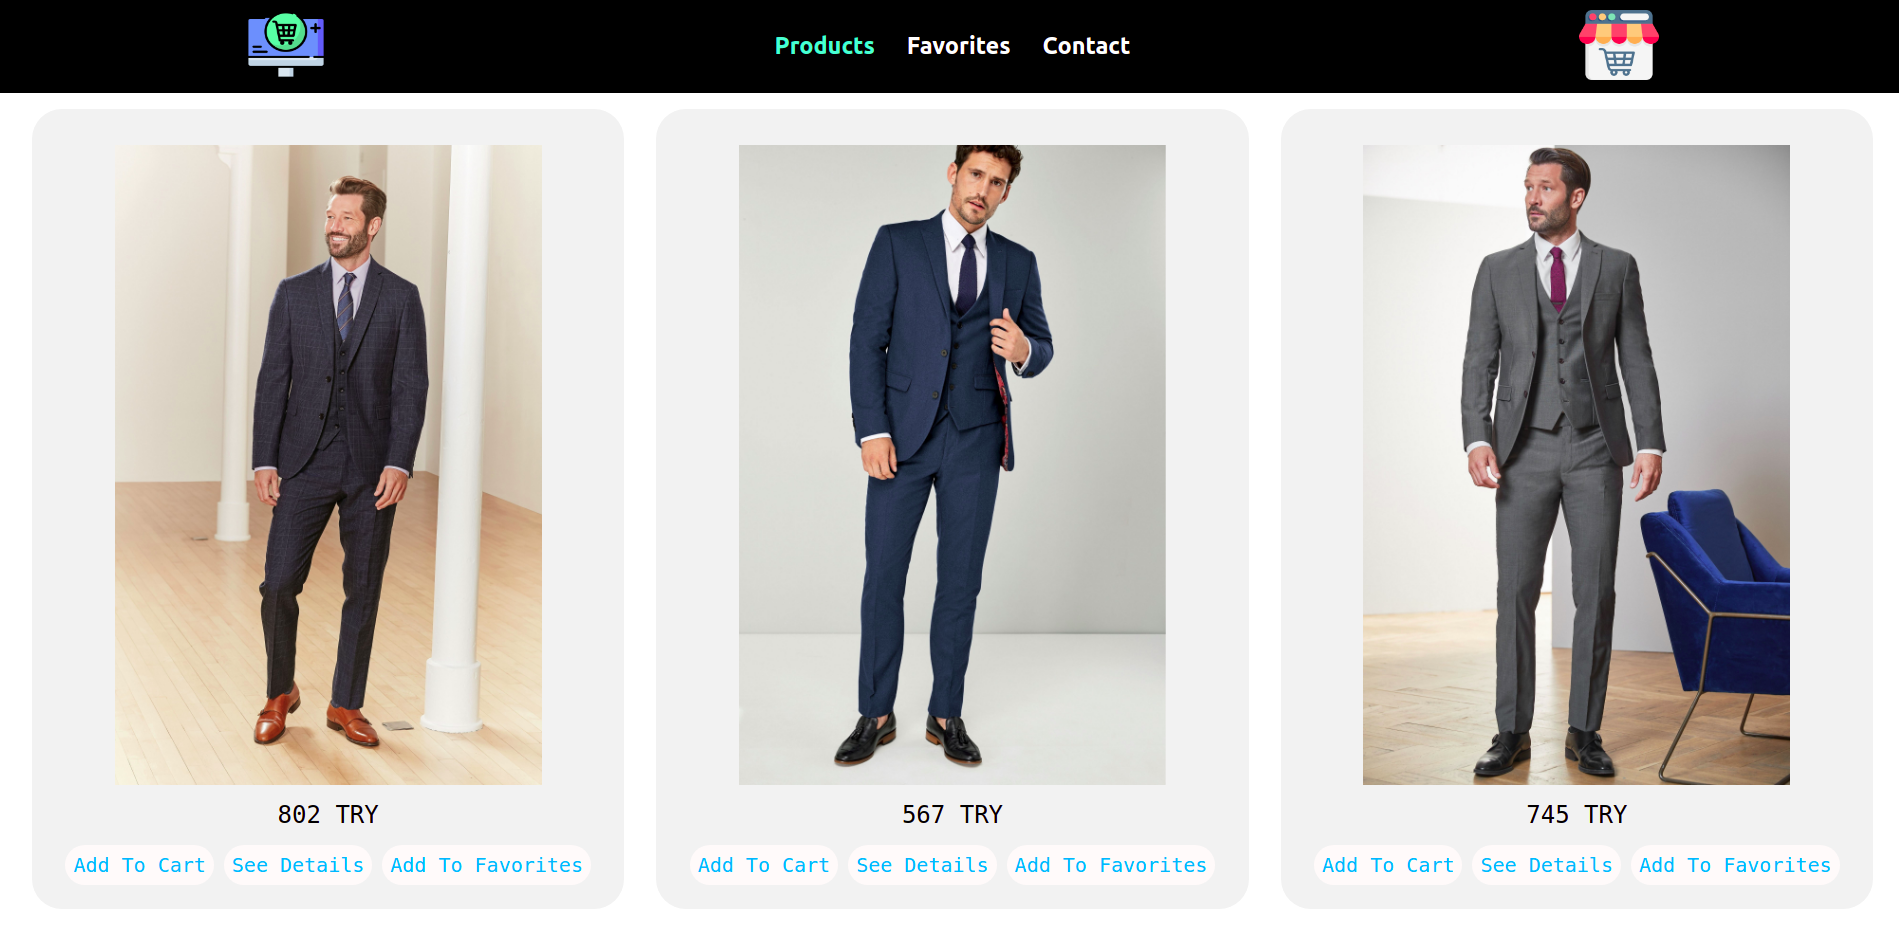 Products Favorites Contact
802 TRY
Add To Cart See Details Add To Favorites
567 TRY
Add To Cart See Details Add To Favorites
745 TRY
Add To Cart See Details Add To Favorites